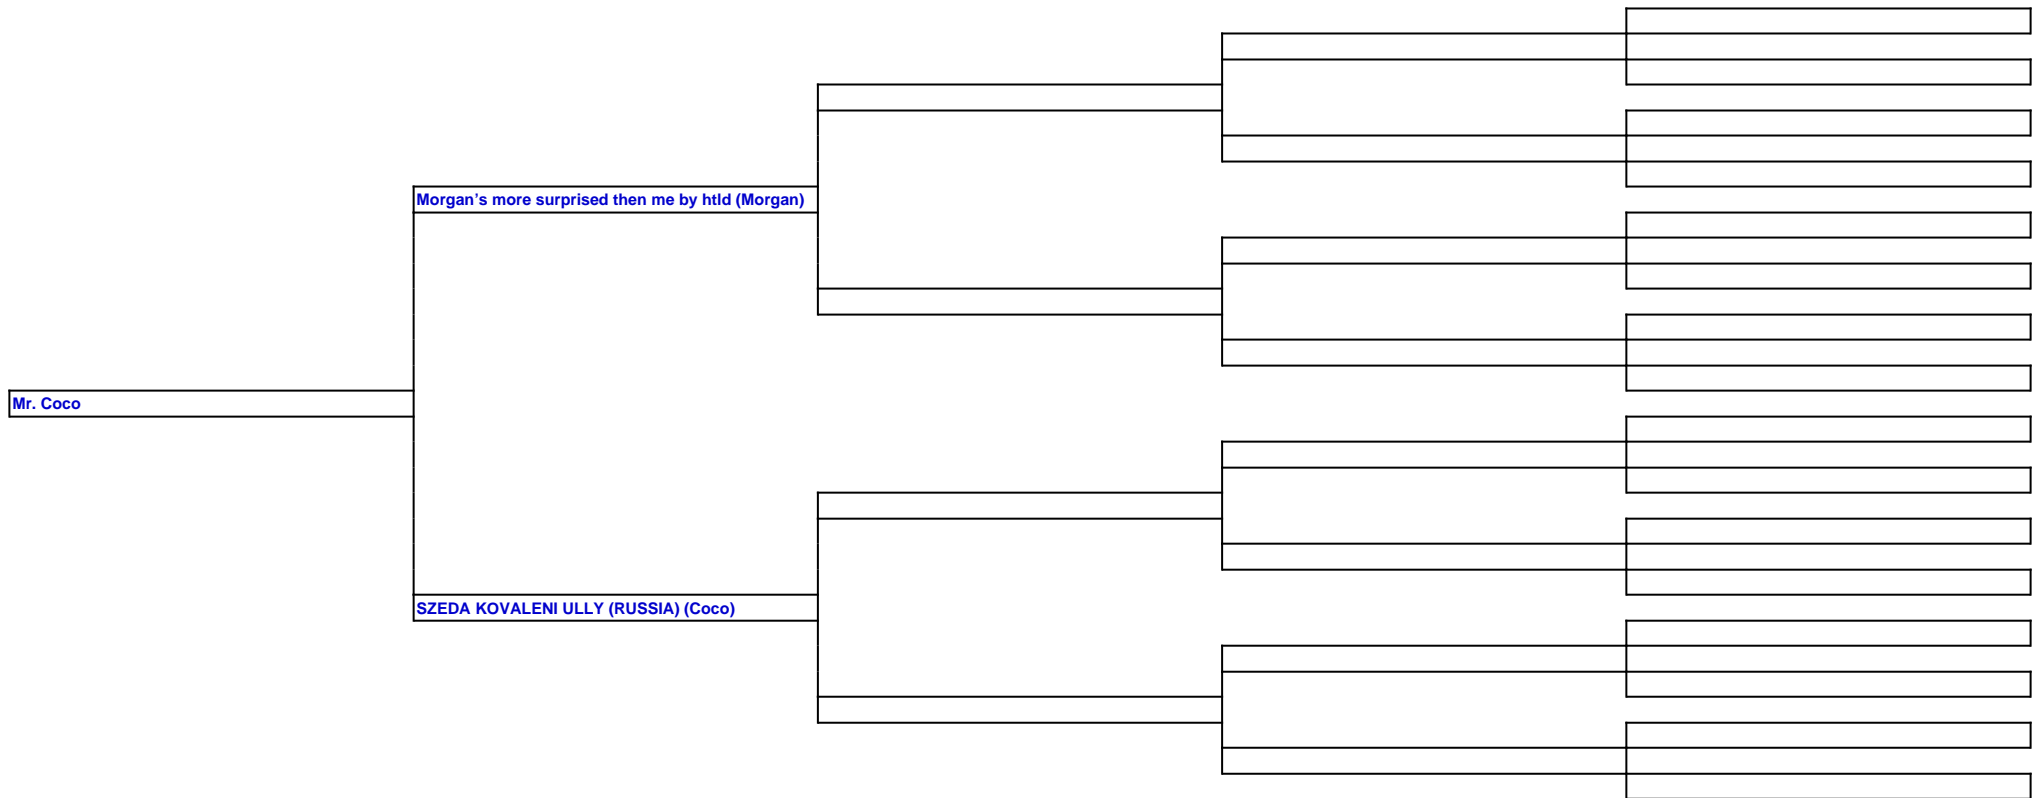 Morgan’s more surprised then me by htld (Morgan)
Mr. Coco
SZEDA KOVALENI ULLY (RUSSIA) (Coco)